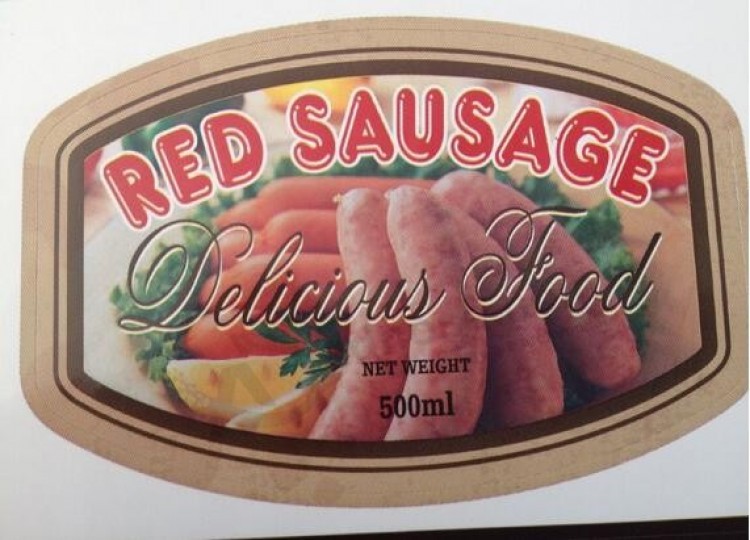 RED SAUSAGE
Delicious Food
NET WEIGHT
500ml